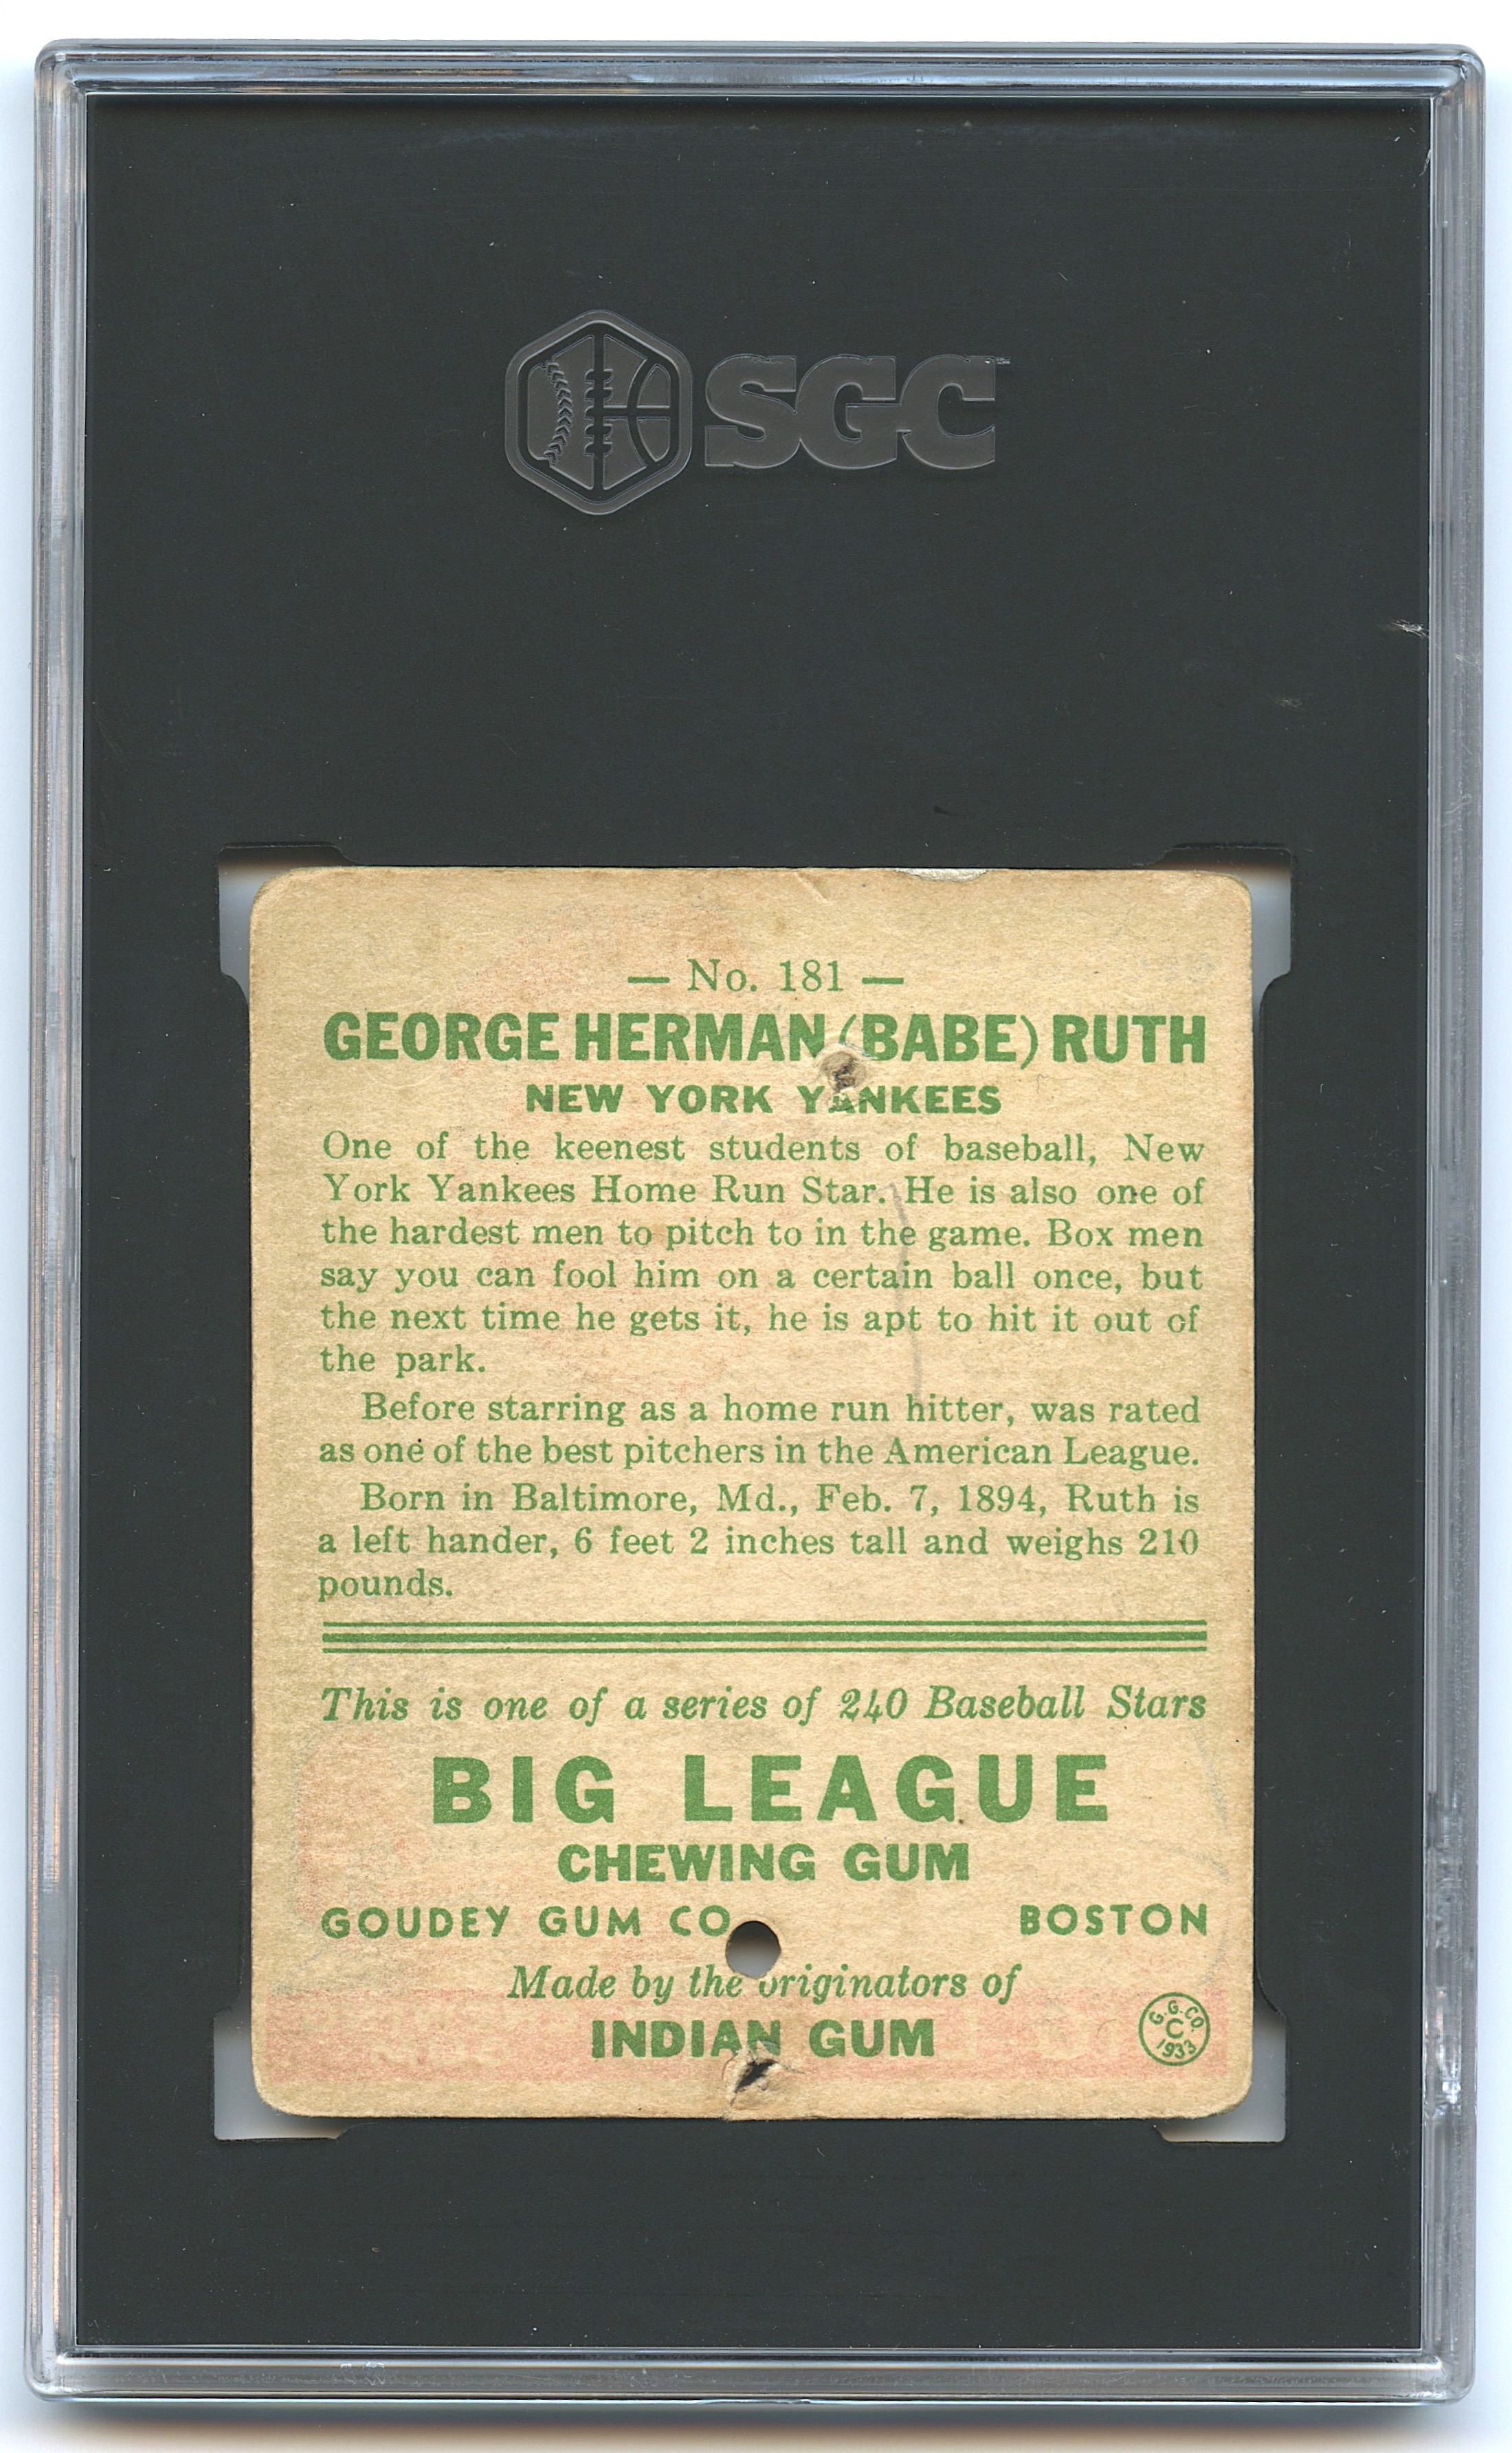 SGC
— No. 181 —
GEORGE HERMAN (BABE) RUTH
NEW YORK YANKEES
One of the keenest students of baseball, New
York Yankees Home Run Star. He is also one of
the hardest men to pitch to in the game. Box men
say you can fool him on a certain ball once, but
the next time he gets it, he is apt to hit it out of
the park.
Before starring as a home run hitter, was rated
as one of the best pitchers in the American League.
Born in Baltimore, Md., Feb. 7, 1894, Ruth is
a left hander, 6 feet 2 inches tall and weighs 210
pounds.
This is one of a series of 240 Baseball Stars
BIG LEAGUE
CHEWING GUM
GOUDEY GUM CO BOSTON
Made by the originators of
INDIAN GUM
G.G.CO.
C
1933